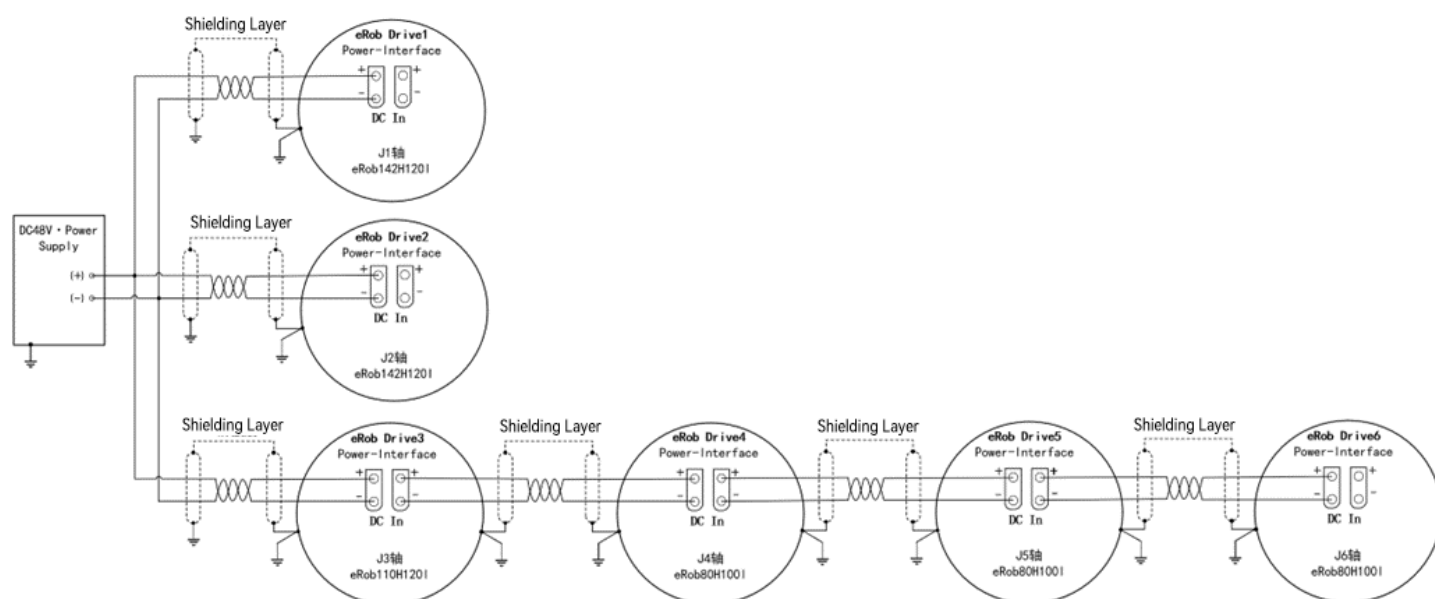 Shielding Layer
eRob Drive1
Power-Interface
+ +
- -
DC In
J1轴
eRob142H120I
DC48V·Power
Supply
(+)
(-)
Shielding Layer
eRob Drive2
Power-Interface
+ +
- -
DC In
J2轴
eRob142H120I
Shielding Layer
eRob Drive3
Power-Interface
+ +
- -
DC In
J3轴
eRob110H120I
Shielding Layer
eRob Drive4
Power-Interface
+ +
- -
DC In
J4轴
eRob80H100I
Shielding Layer
eRob Drive5
Power-Interface
+ +
- -
DC In
J5轴
eRob80H100I
Shielding Layer
eRob Drive6
Power-Interface
+ +
- -
DC In
J6轴
eRob80H100I